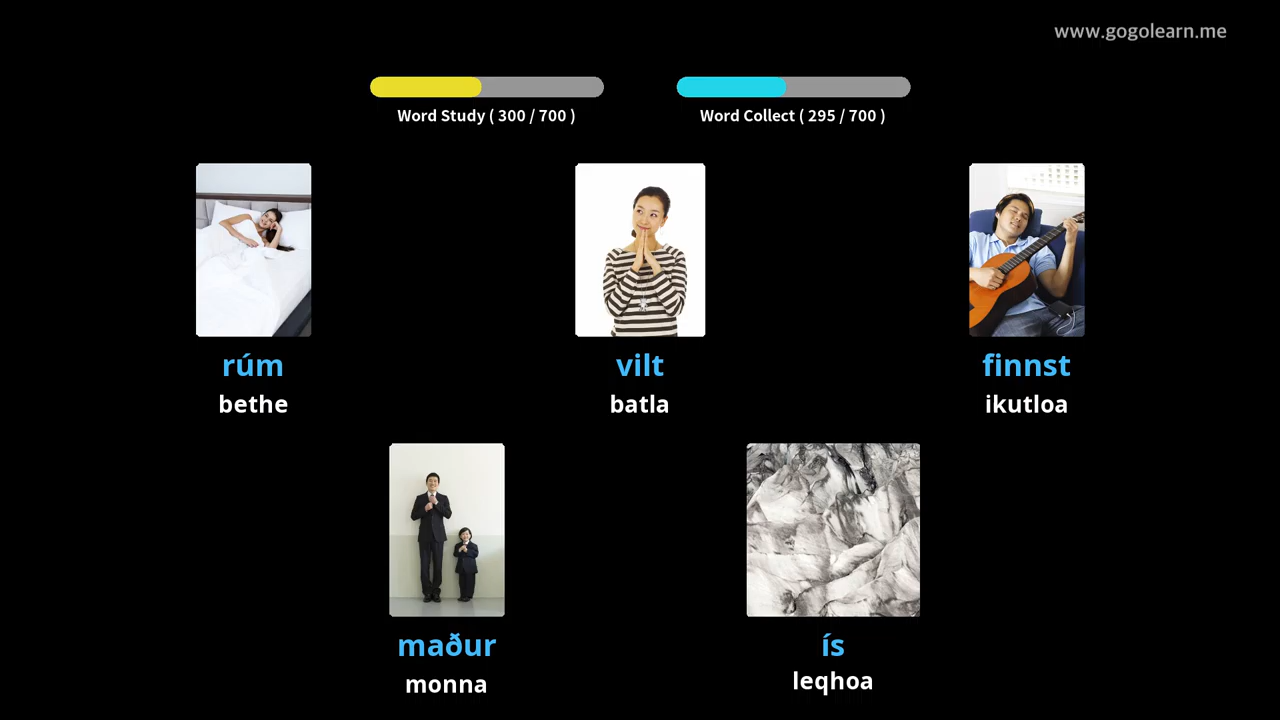 www.gogolearn.me
Word Study ( 300 / 700 )
Word Collect ( 295 / 700 )
rúm
bethe
vilt
batla
finnst
ikutloa
maður
monna
ís
leqhoa